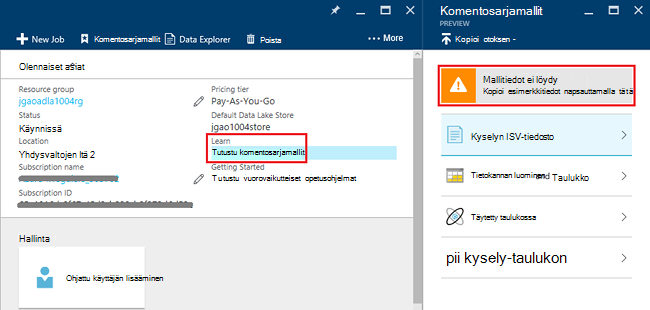 New Job
Komentosarjamallit
Data Explorer
Poista
More
Olennaiset asiat
Resource group
jgaoadla1004rg
Status
Käynnissä
Location
Yhdysvaltojen Itä 2
Subscription name
Subscription ID
Pricing tier
Pay-As-You-Go
Default Data Lake Store
jgao1004store
Learn
Tutustu komentosarjamallit
Getting Started
Tutustu vuorovaikutteiset opetusohjelmat
Hallinta
Ohjattu käyttäjän lisääminen
Komentosarjamallit
PREVIEW
Kopioi otoksen -
Mallitiedot ei löydy
Kopioi esimerkkitiedot napsauttamalla tätä
Kyselyn ISV-tiedosto
Tietokannan luominen and Taulukko
Täytetty taulukossa
pii kysely-taulukon